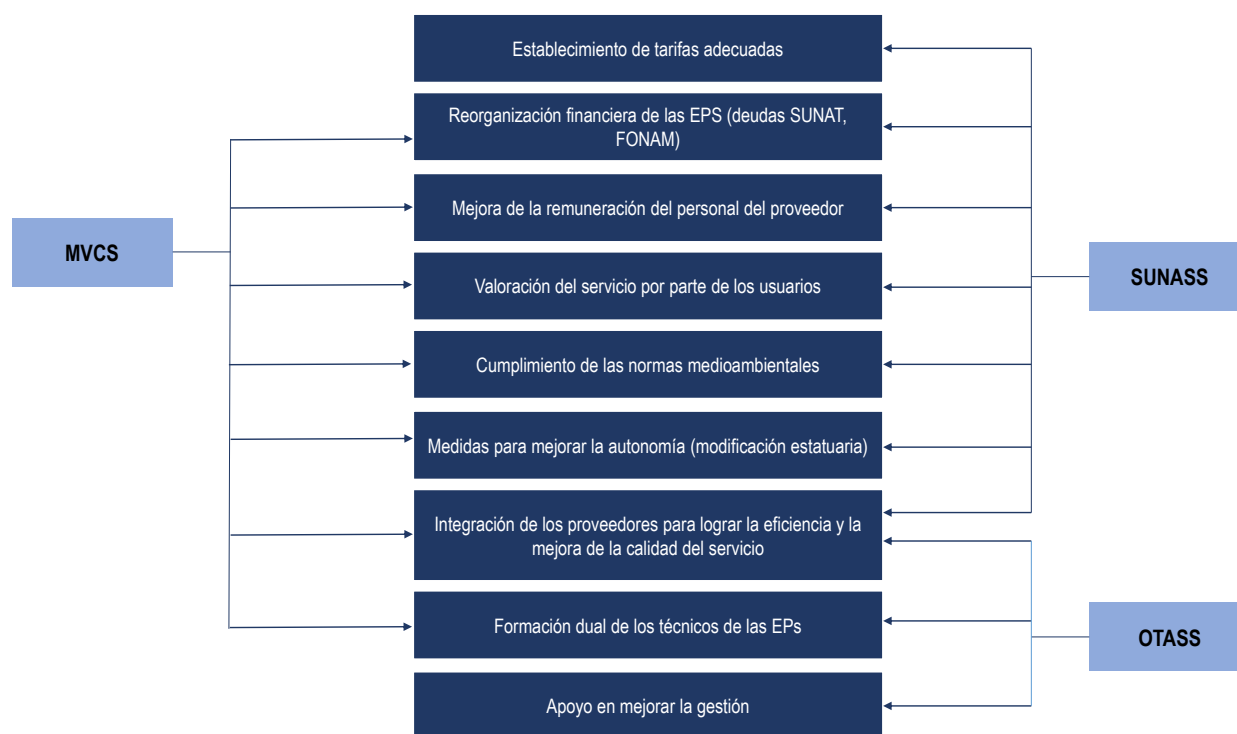 Establecimiento de tarifas adecuadas
Reorganización financiera de las EPS (deudas SUNAT,
FONAM)
Mejora de la remuneración del personal del proveedor
MVCS
Valoración del servicio por parte de los usuarios
SUNASS
Cumplimiento de las normas medioambientales
Medidas para mejorar la autonomía (modificación estatuaria)
Integración de los proveedores para lograr la eficiencia y la
mejora de la calidad del servicio
Formación dual de los técnicos de las EPs
OTASS
Apoyo en mejorar la gestión